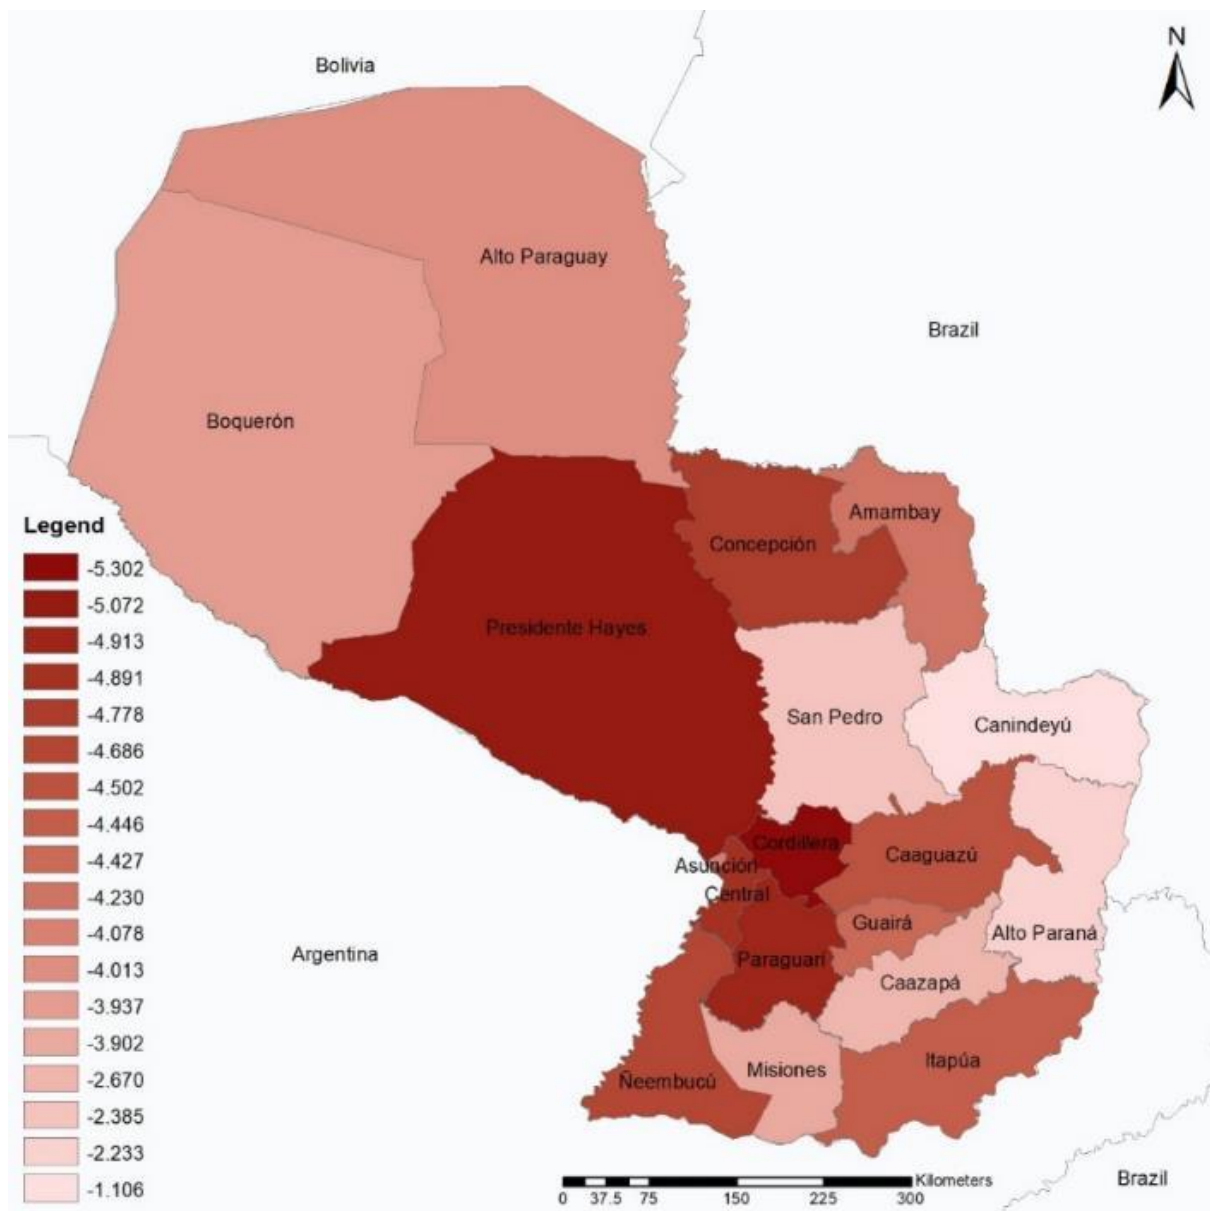 N
Bolivia
Alto Paraguay
Brazil
Boquerón
Amambay
Concepción
Presidente Hayes
San Pedro
Canindeyú
Cordillera
Caaguazú
Asunción
Central
Guairá
Alto Paraná
Paraguarí
Caazapá
Argentina
Itapúa
Misiones
Ñeembucú
Brazil
Legend
-5.302
-5.072
-4.913
-4.891
-4.778
-4.686
-4.502
-4.446
-4.427
-4.230
-4.078
-4.013
-3.937
-3.902
-2.670
-2.385
-2.233
-1.106
Kilometers
0 37.5 75 150 225 300